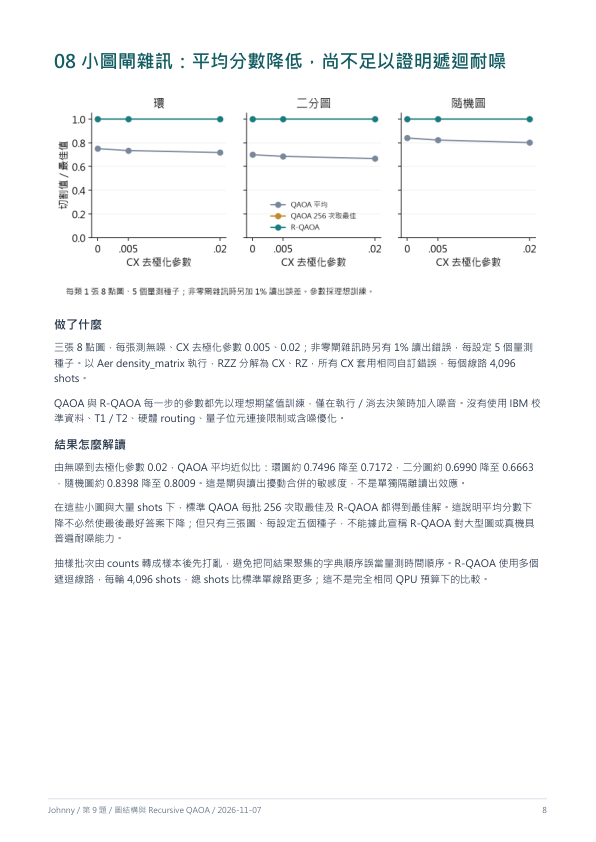 08 小圖閘雜訊：平均分數降低，尚不足以證明遞迴耐噪
環
二分圖
隨機圖
切割值 / 最佳值
1.0
0.8
0.6
0.4
0.2
0.0
QAOA 平均
QAOA 256 次取最佳
R-QAOA
0 .005 .02
0 .005 .02
0 .005 .02
CX 去極化參數
CX 去極化參數
CX 去極化參數
每類 1 張 8 點圖、5 個量測種子；非零閘雜訊時另加 1% 讀出誤差。參數採理想訓練。
做了什麼
三張 8 點圖，每張測無噪、CX 去極化參數 0.005、0.02；非零閘雜訊時另有 1% 讀出錯誤，每設定 5 個量測
種子。以 Aer density_matrix 執行，RZZ 分解為 CX、RZ，所有 CX 套用相同自訂錯誤，每個線路 4,096
shots。
QAOA 與 R-QAOA 每一步的參數都先以理想期望值訓練，僅在執行 / 消去決策時加入噪音。沒有使用 IBM 校
準資料、T1 / T2、硬體 routing、量子位元連接限制或含噪優化。
結果怎麼解讀
由無噪到去極化參數 0.02，QAOA 平均近似比：環圖約 0.7496 降至 0.7172，二分圖約 0.6990 降至 0.6663
，隨機圖約 0.8398 降至 0.8009。這是閘與讀出擾動合併的敏感度，不是單獨隔離讀出效應。
在這些小圖與大量 shots 下，標準 QAOA 每批 256 次取最佳及 R-QAOA 都得到最佳解。這說明平均分數下
降不必然使最後最好答案下降；但只有三張圖、每設定五個種子，不能據此宣稱 R-QAOA 對大型圖或真機具
普遍耐噪能力。
抽樣批次由 counts 轉成樣本後先打亂，避免把同結果聚集的字典順序誤當量測時間順序。R-QAOA 使用多個
遞迴線路，每輪 4,096 shots，總 shots 比標準單線路更多；這不是完全相同 QPU 預算下的比較。
Johnny / 第 9 題 / 圖結構與 Recursive QAOA / 2026-11-07
8